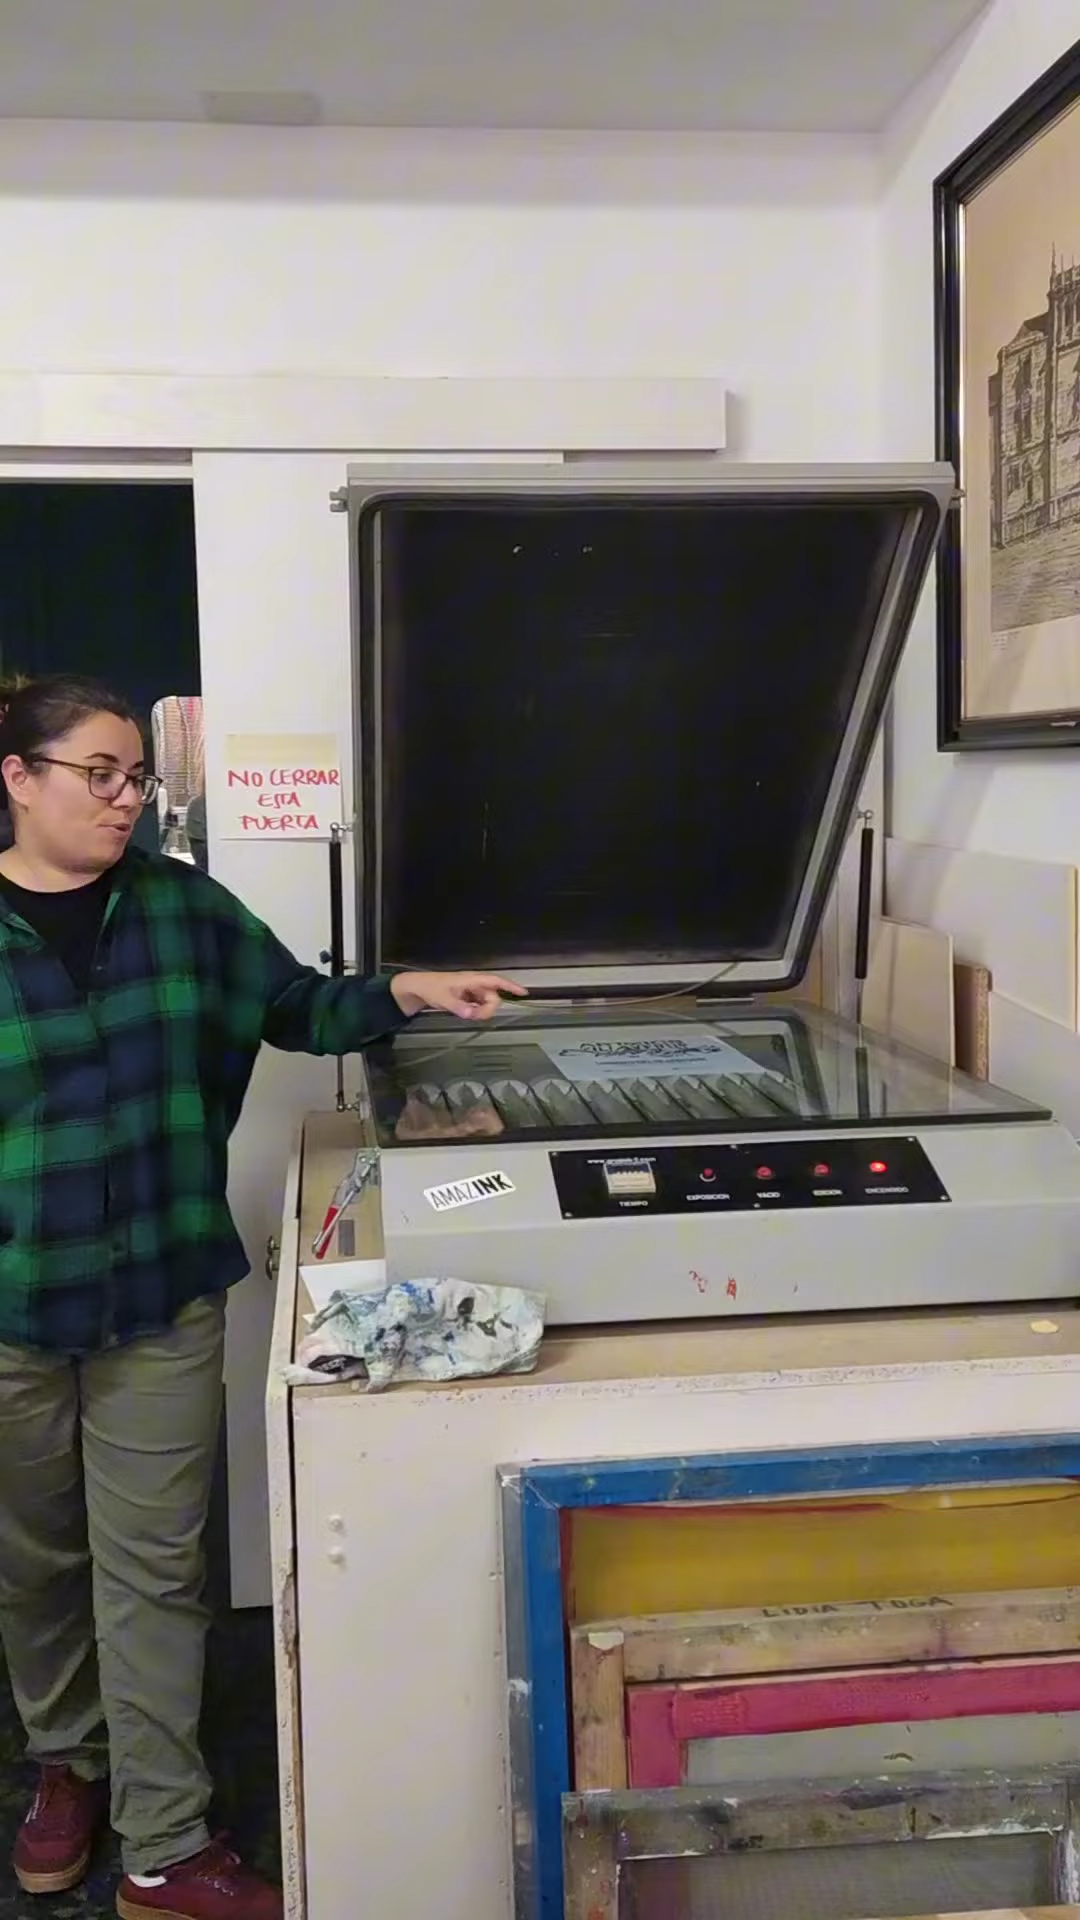 NO CERRAR
ESTA
PUERTA
AMAZINK
TIEMPO
EXPOSICION
VACIO
ENCENDIDO
LIDIA TOGA